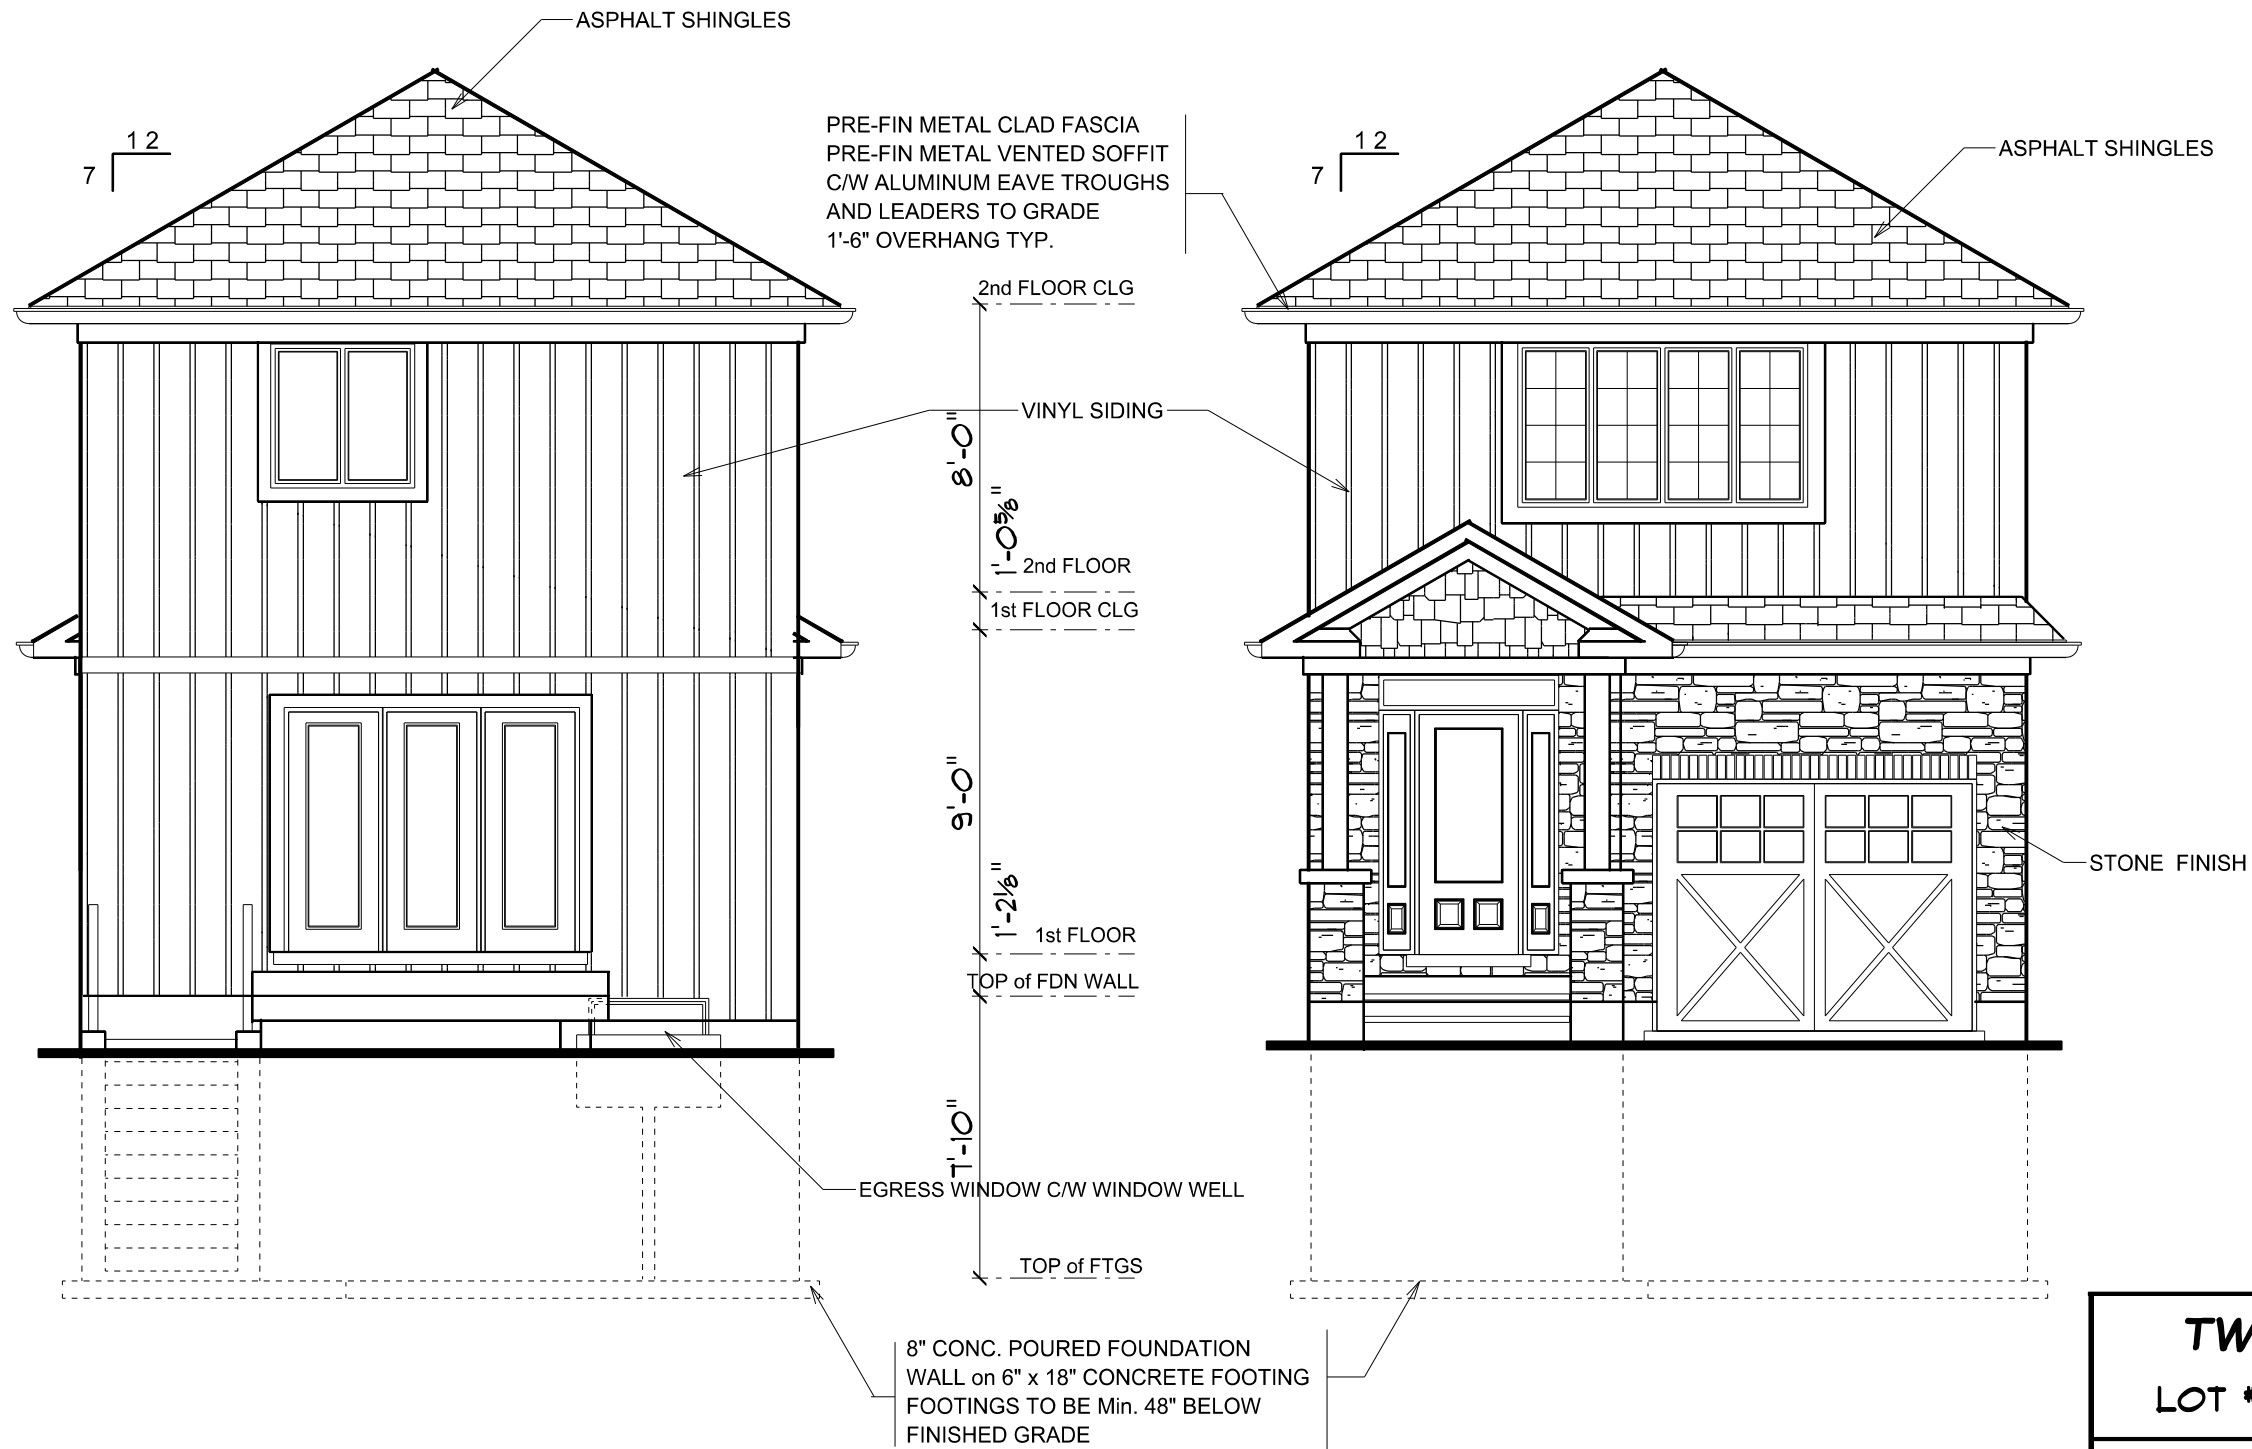 ASPHALT SHINGLES
12
7
PRE-FIN METAL CLAD FASCIA
PRE-FIN METAL VENTED SOFFIT
C/W ALUMINUM EAVE TROUGHS
AND LEADERS TO GRADE
1'-6" OVERHANG TYP.
12
7
ASPHALT SHINGLES
2nd FLOOR CLG
VINYL SIDING
8'-0"
1'-0⅝"
2nd FLOOR
1st FLOOR CLG
9'-0"
STONE FINISH
1'-2⅛"
1st FLOOR
TOP of FDN WALL
7'-10"
EGRESS WINDOW C/W WINDOW WELL
TOP of FTGS
8" CONC. POURED FOUNDATION
WALL on 6" x 18" CONCRETE FOOTING
FOOTINGS TO BE Min. 48" BELOW
FINISHED GRADE
TW
LOT #